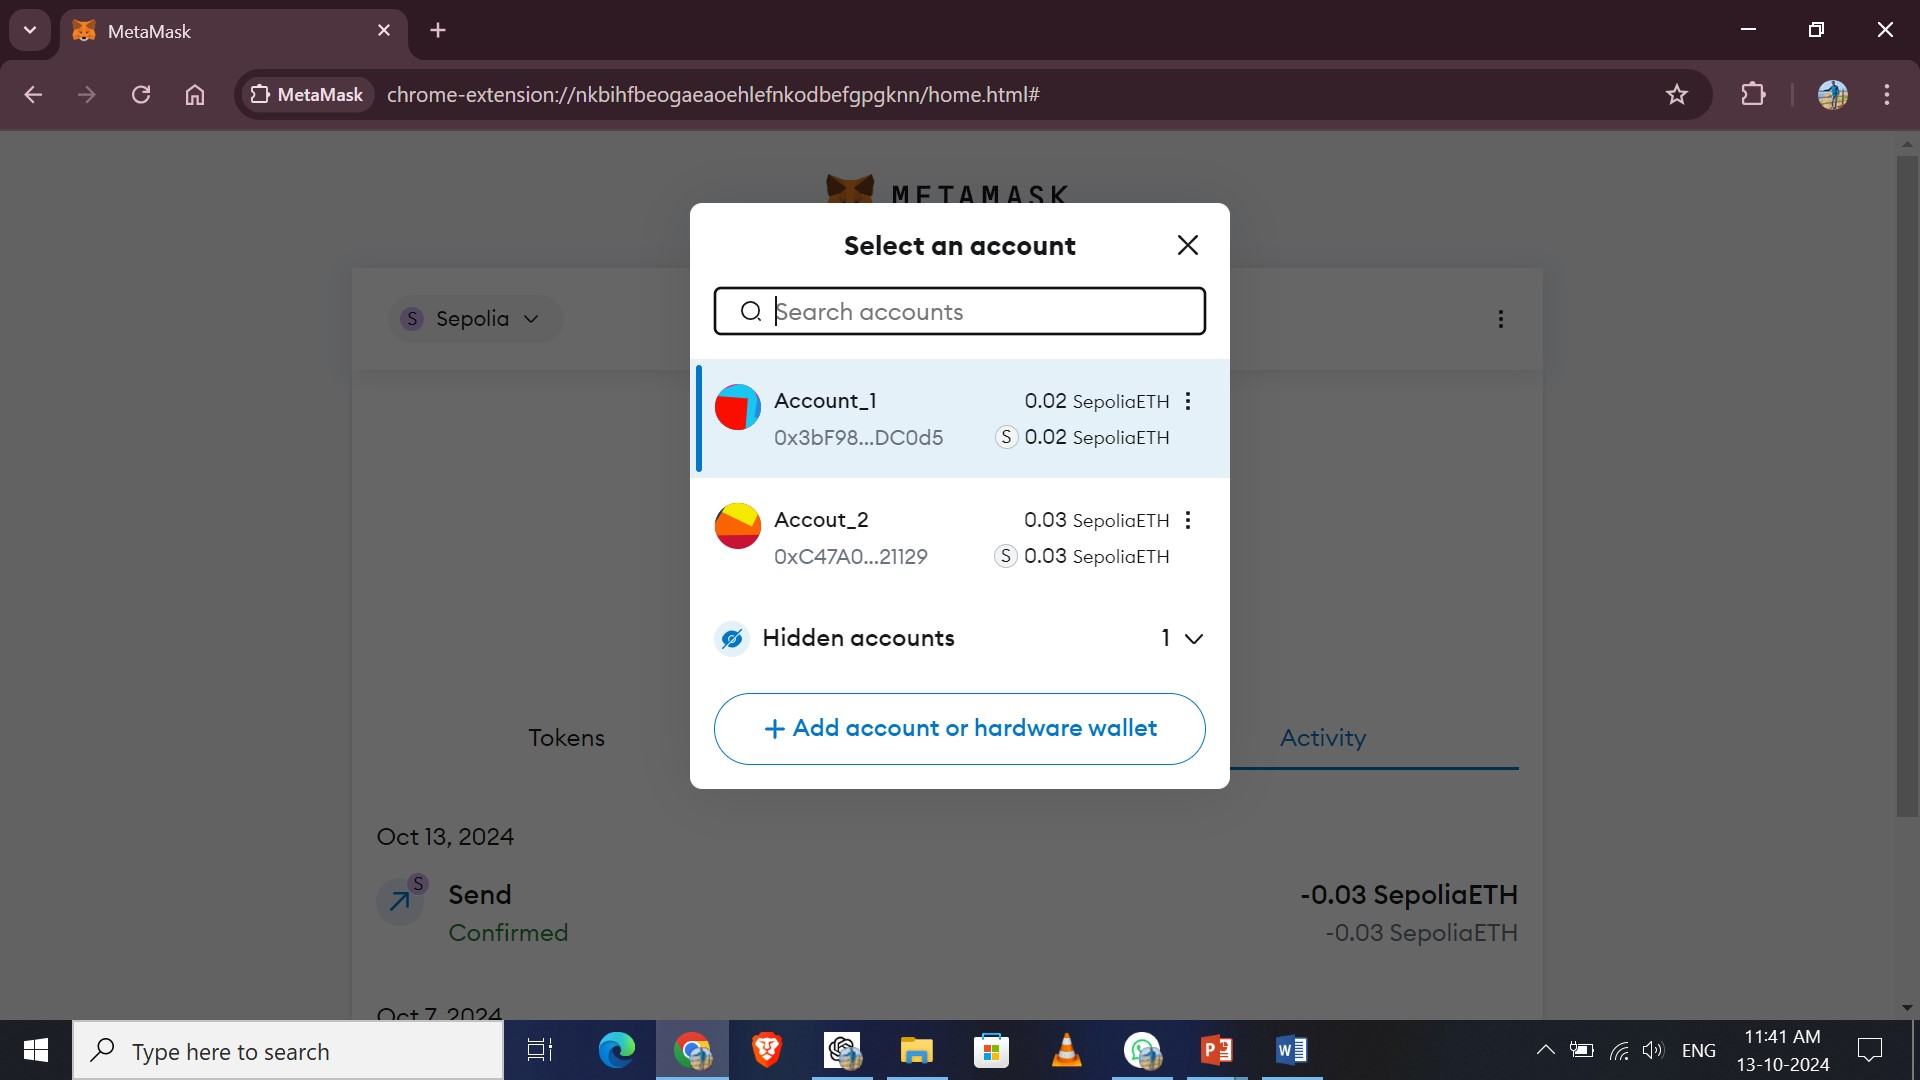 MetaMask
MetaMask
chrome-extension://nkbihfbeogaeaoehlefnkodbefgpgknn/home.html#
METAMASK
Select an account
S Sepolia
Search accounts
Account_1 0.02 SepoliaETH
0x3bF98...DC0d5 S 0.02 SepoliaETH
Accout_2 0.03 SepoliaETH
0xC47A0...21129 S 0.03 SepoliaETH
Hidden accounts 1
+ Add account or hardware wallet
Tokens Activity
Oct 13, 2024
S
Send -0.03 SepoliaETH
Confirmed -0.03 SepoliaETH
Oct 7, 2024
Type here to search
ENG
11:41 AM
13-10-2024